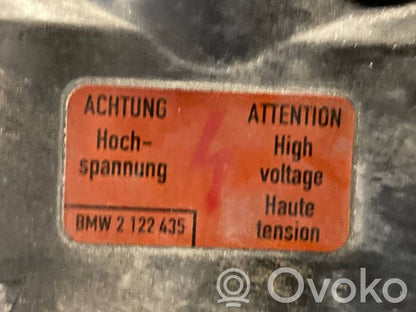 ACHTUNG
Hoch-
spannung
BMW 2 122 435
ATTENTION
High
voltage
Haute
tension
Ovoko